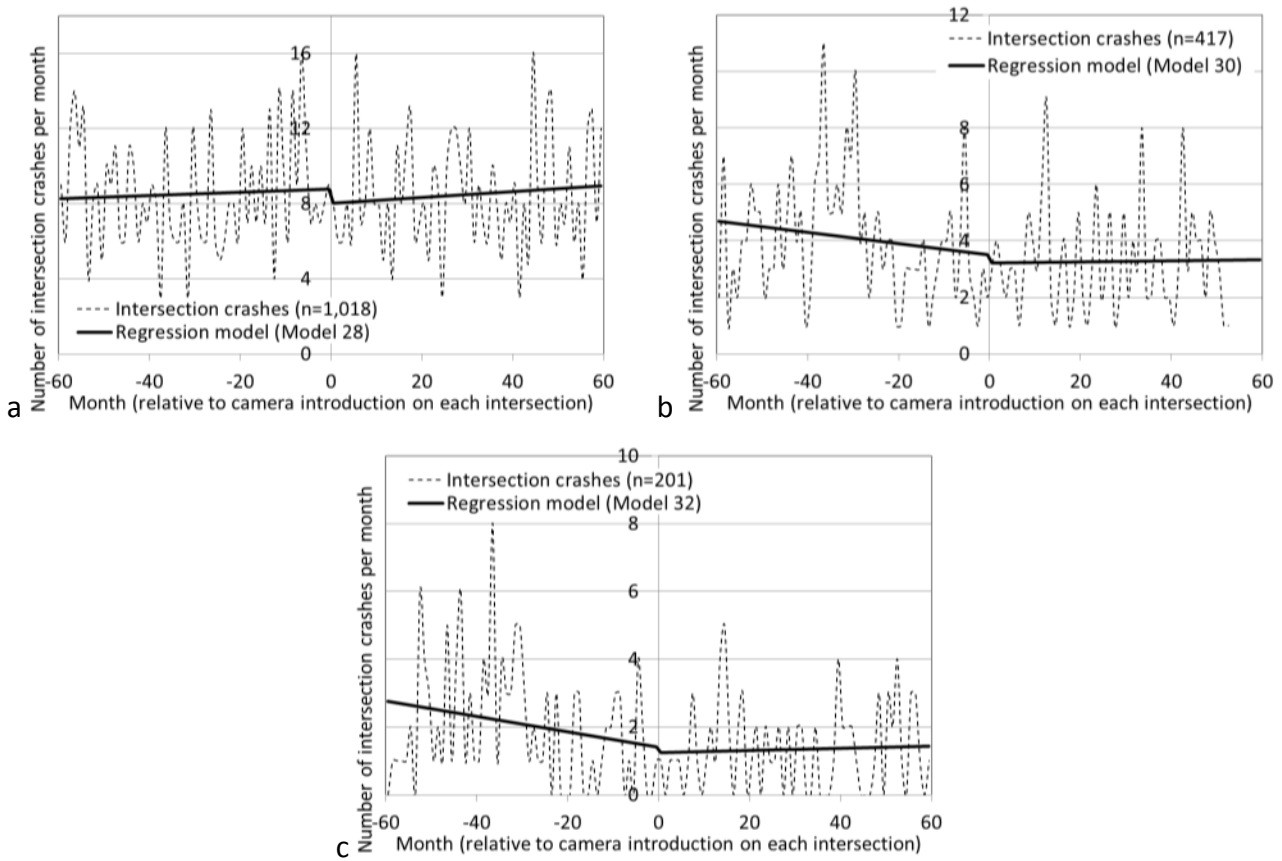 Number of intersection crashes per month
16
12
8
4
0
Intersection crashes (n=1,018)
Regression model (Model 28)
-60 -40 -20 0 20 40 60
Month (relative to camera introduction on each intersection)
a
Number of intersection crashes per month
12
8
6
4
2
0
Intersection crashes (n=417)
Regression model (Model 30)
-60 -40 -20 0 20 40 60
Month (relative to camera introduction on each intersection)
b
Number of intersection crashes per month
10
8
6
4
2
0
Intersection crashes (n=201)
Regression model (Model 32)
-60 -40 -20 0 20 40 60
Month (relative to camera introduction on each intersection)
c